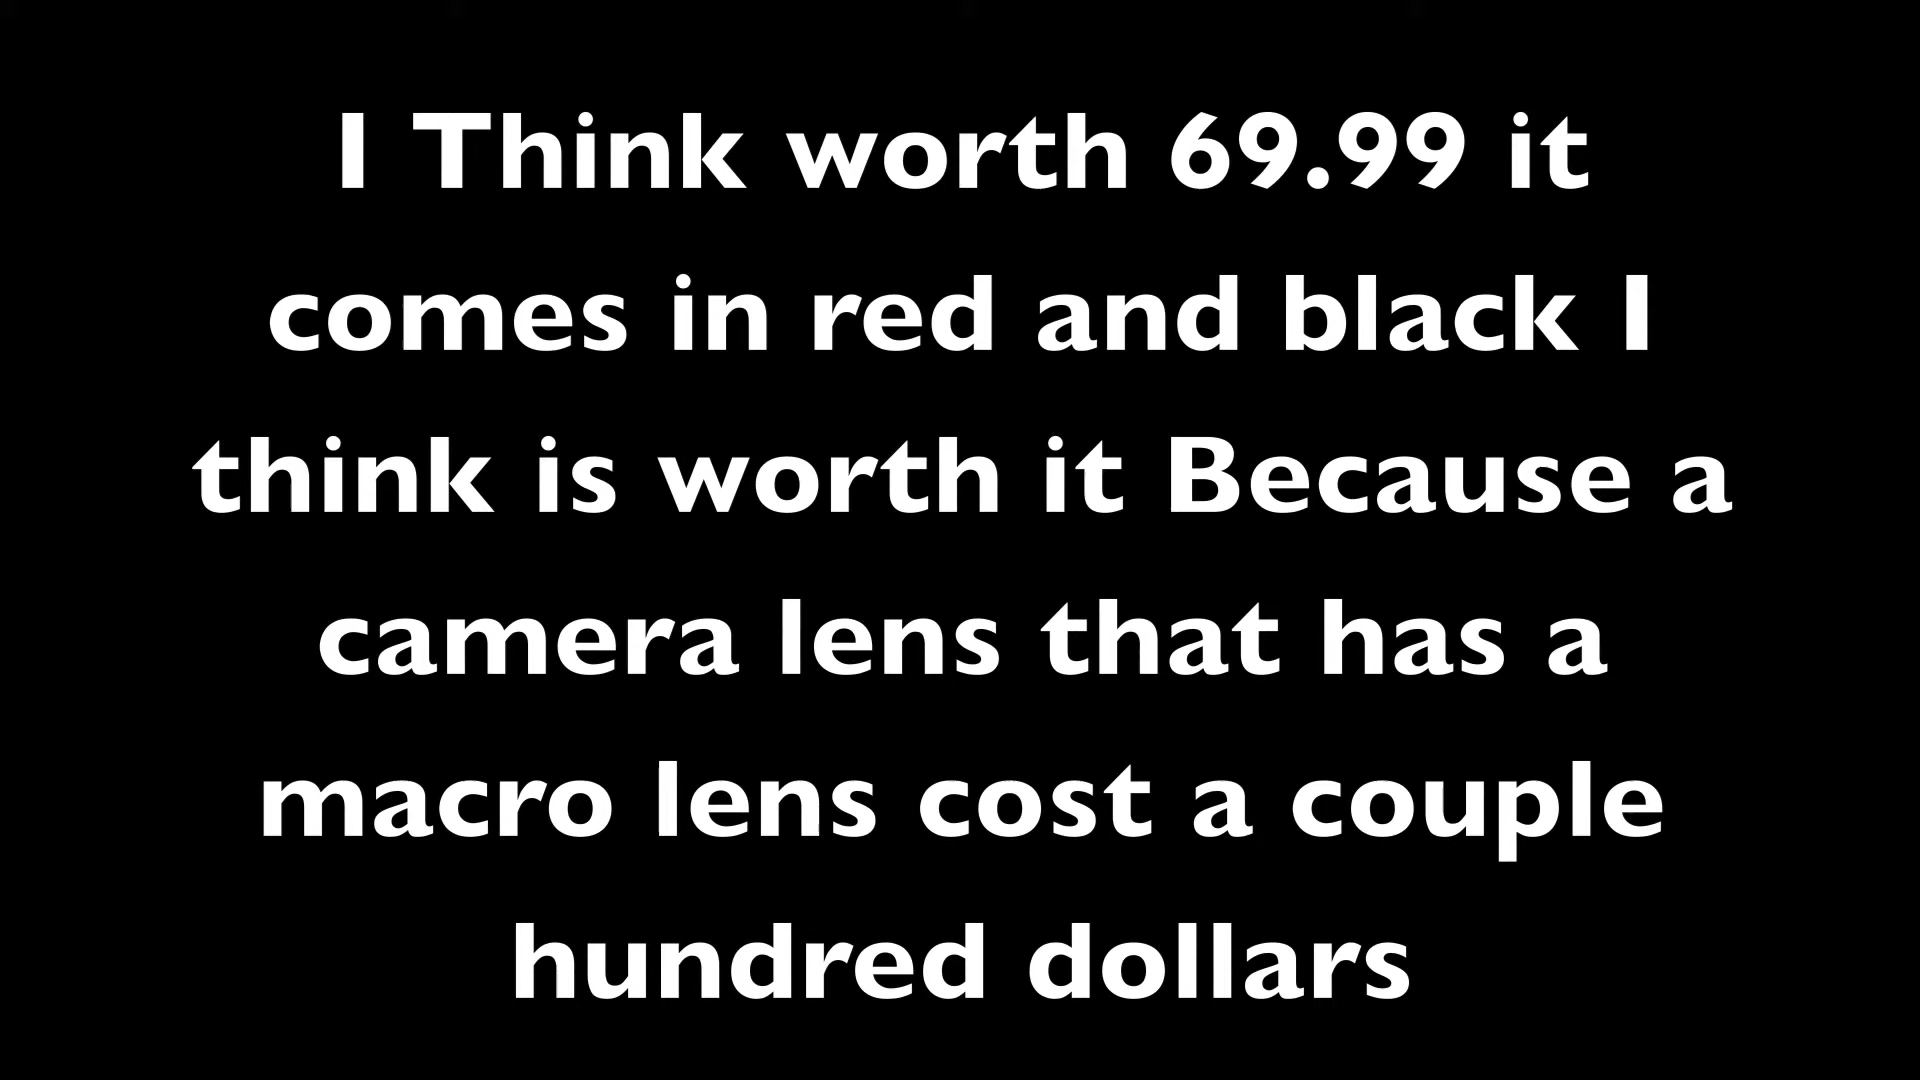 I Think worth 69.99 it
comes in red and black I
think is worth it Because a
camera lens that has a
macro lens cost a couple
hundred dollars